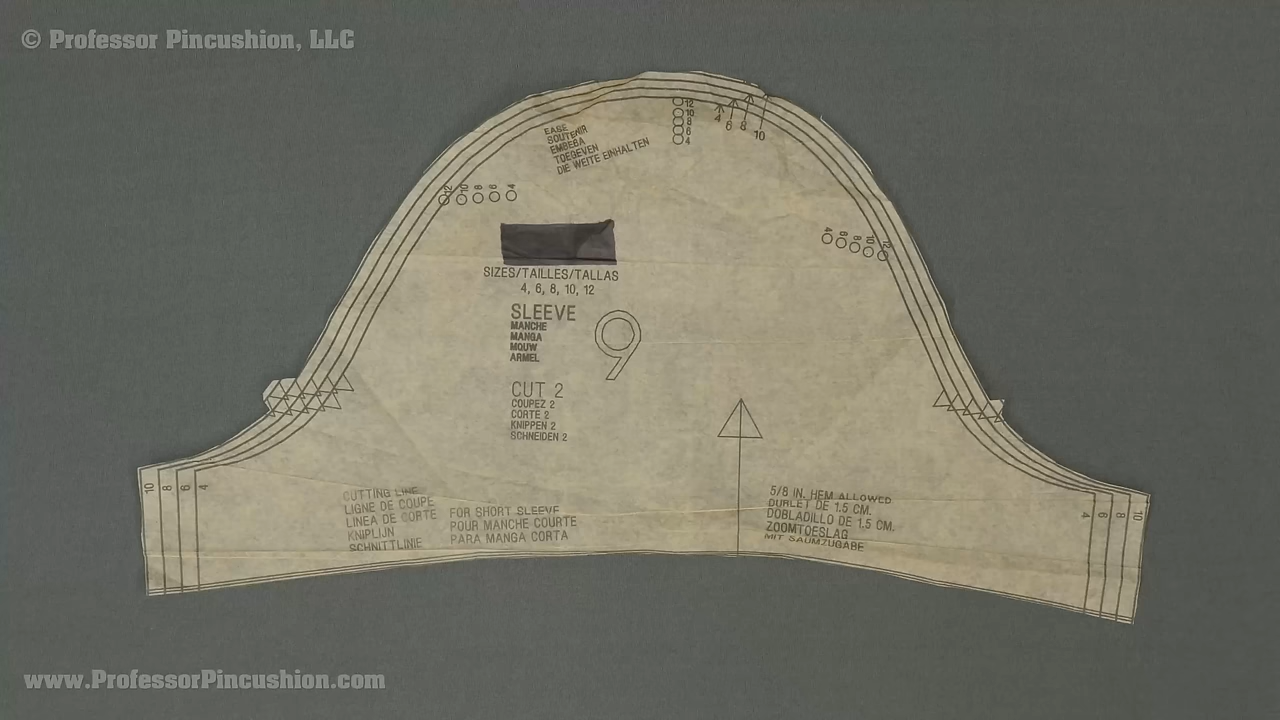 © Professor Pincushion, LLC
12
10
8
6
4
4
6
8
10
EASE
SOUTENIR
EMBEBA
TOEGEVEN
DIE WEITE EINHALTEN
12
10
8
6
4
4
6
8
10
12
SIZES/TAILLES/TALLAS
4, 6, 8, 10, 12
SLEEVE
MANCHE
MANGA
MOUW
ARMEL
9
CUT 2
COUPEZ 2
CORTE 2
KNIPPEN 2
SCHNEIDEN 2
10 8 6 4
CUTTING LINE
LIGNE DE COUPE
LINEA DE CORTE
KNIPLIJN
SCHNITTLINIE
FOR SHORT SLEEVE
POUR MANCHE COURTE
PARA MANGA CORTA
5/8 IN. HEM ALLOWED
OURLET DE 1.5 CM.
DOBLADILLO DE 1.5 CM.
ZOOMTOESLAG
MIT SAUMZUGABE
4 6 8 10
www.ProfessorPincushion.com